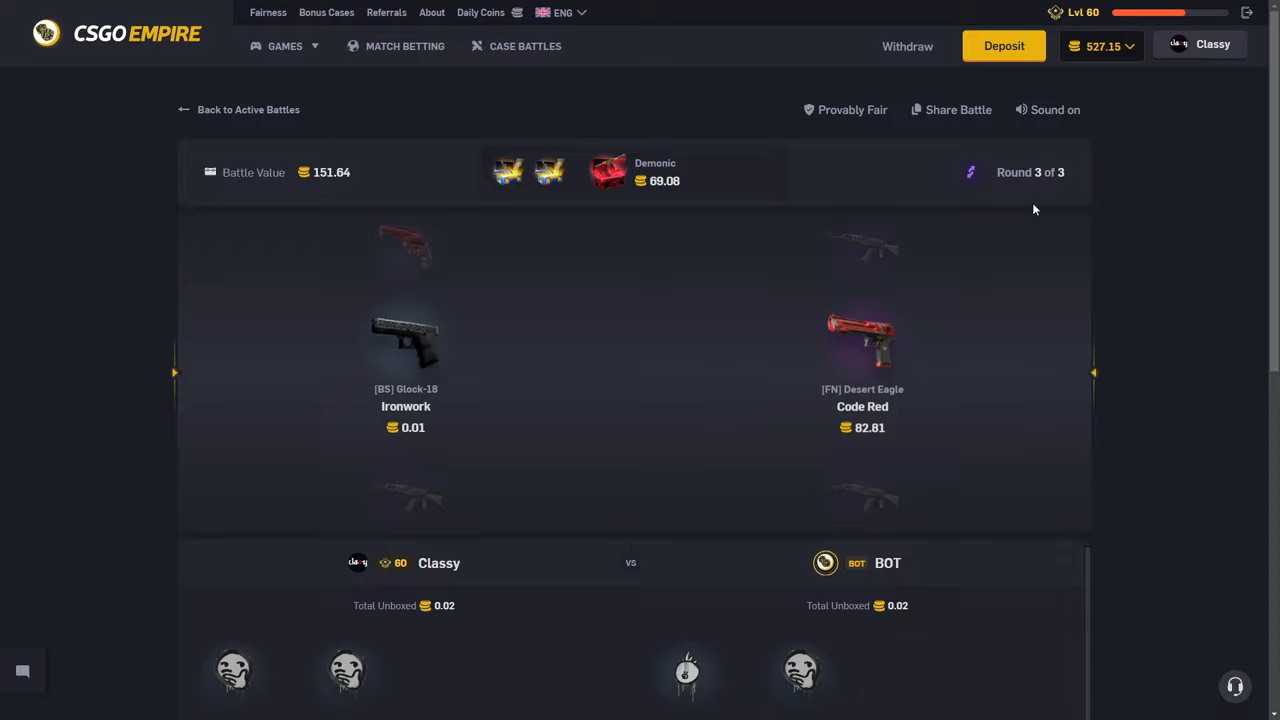 Fairness Bonus Cases Referrals About Daily Coins ENG
Lvl 60
CSGOEMPIRE
GAMES MATCH BETTING CASE BATTLES
Withdraw Deposit 527.15 classy Classy
Back to Active Battles
Provably Fair Share Battle Sound on
Battle Value 151.64
Demonic
69.08
Round 3 of 3
[BS] Glock-18
Ironwork
0.01
[FN] Desert Eagle
Code Red
82.81
classy 60 Classy
vs
BOT BOT
Total Unboxed 0.02
Total Unboxed 0.02